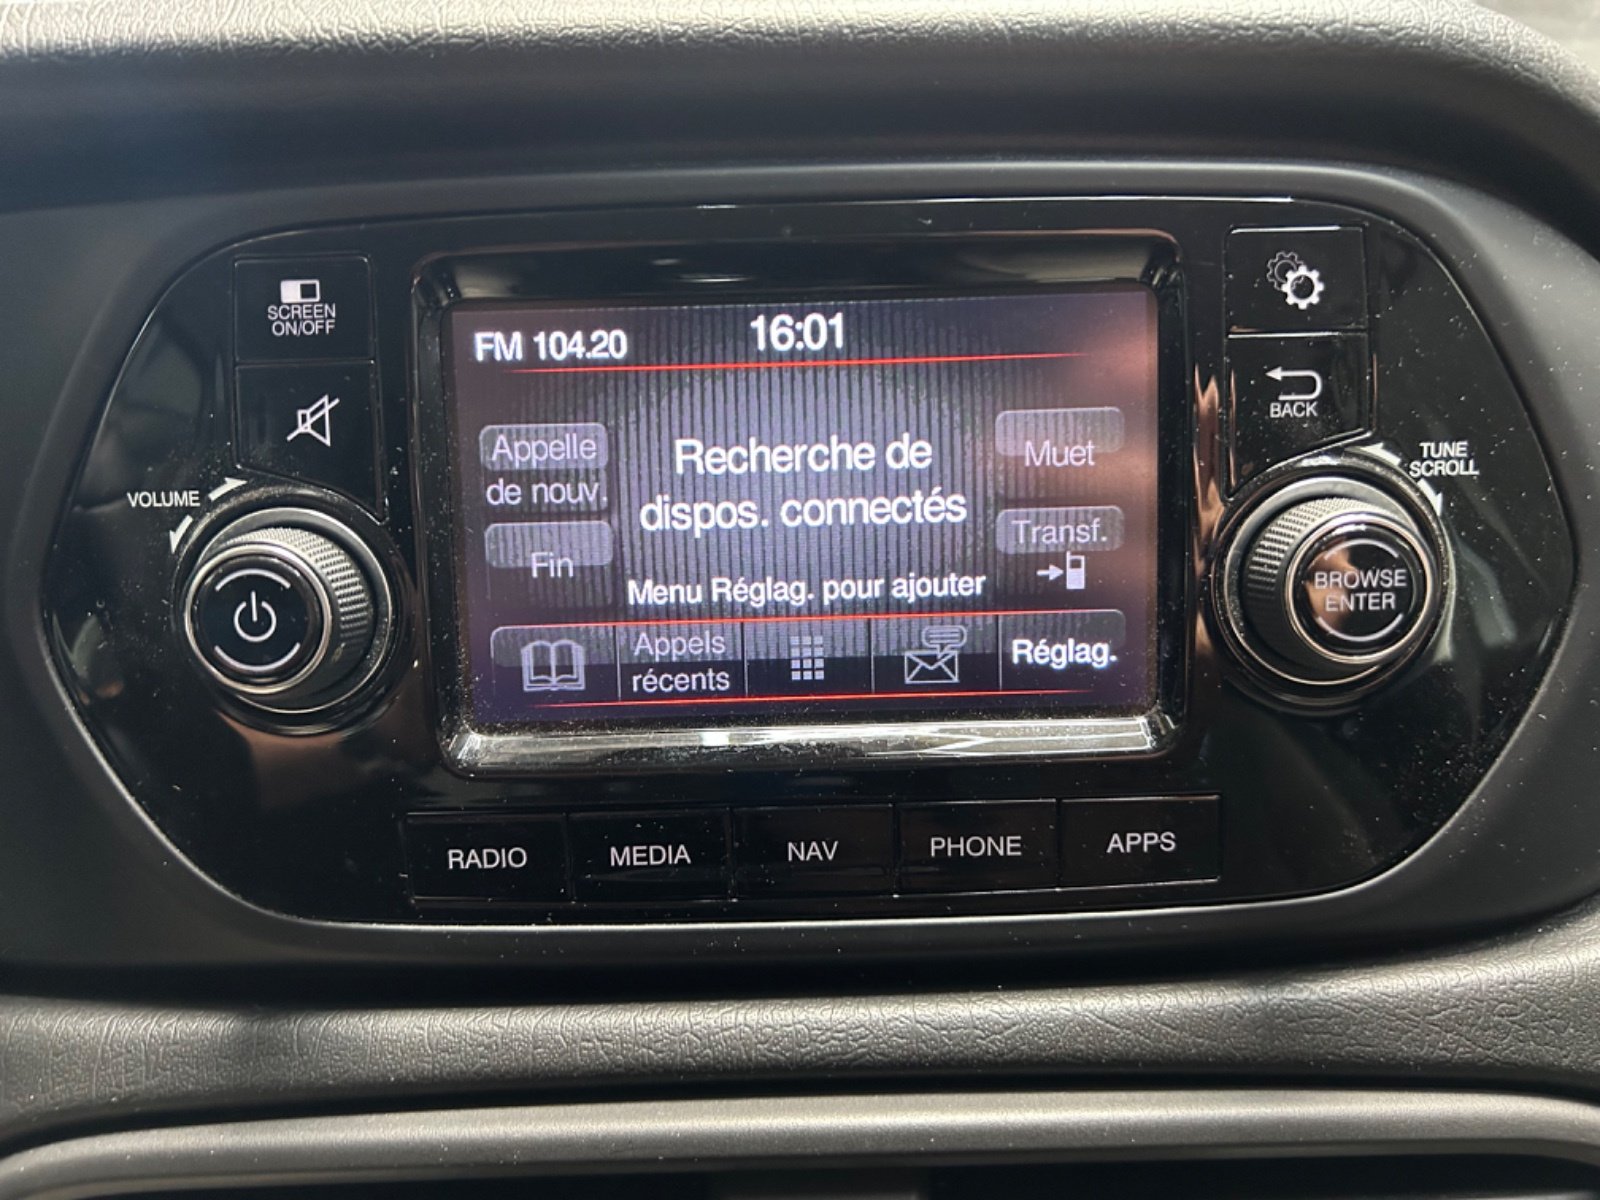 SCREEN
ON/OFF
VOLUME
FM 104.20
16:01
Appelle
de nouv.
Fin
Recherche de
dispos. connectés
Menu Réglag. pour ajouter
Muet
Transf.
Appels
récents
Réglag.
BACK
TUNE
SCROLL
BROWSE
ENTER
RADIO
MEDIA
NAV
PHONE
APPS